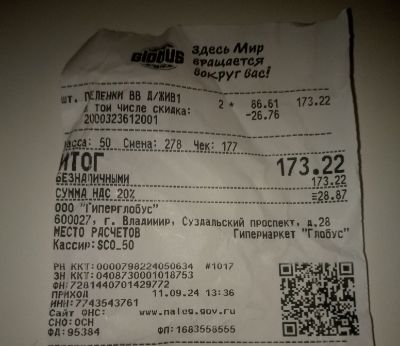 GLOBUS
Здесь Мир
вращается
вокруг вас!
шт. ПЕЛЕНКИ ВВ Д/ЖИВ1 2 * 86.61 173.22
в том числе скидка: -26.76
2000323612001
Касса: 50 Смена: 278 Чек: 177
ИТОГ 173.22
БЕЗНАЛИЧНЫМИ 173.22
СУММА НДС 20% =28.87
ООО "Гиперглобус"
600027, г. Владимир, Суздальский проспект, д.28
МЕСТО РАСЧЕТОВ Гипермаркет "Глобус"
Кассир:SCO_50
РН ККТ:0000798224050634 #1017
ЗН ККТ:0408730001018753
ФН:7281440701429772
ПРИХОД 11.09.24 13:36
ИНН:7743543761
Сайт ФНС: www.nalog.gov.ru
СНО:ОСН
ФД:95384 ФП:1683558555